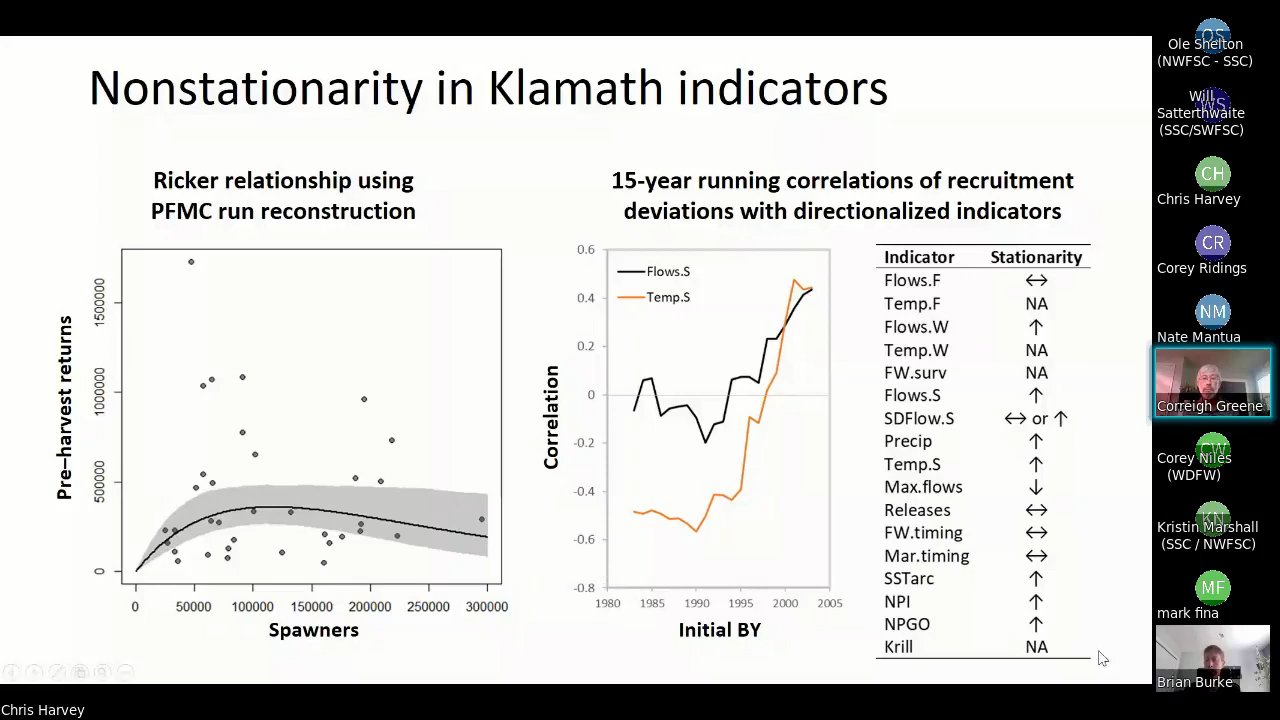 Nonstationarity in Klamath indicators
Ricker relationship using
PFMC run reconstruction
Pre–harvest returns
1500000
1000000
500000
0
0 50000 100000 150000 200000 250000 300000
Spawners
15-year running correlations of recruitment
deviations with directionalized indicators
Correlation
0.6
0.4
0.2
0
-0.2
-0.4
-0.6
-0.8
Flows.S
Temp.S
1980 1985 1990 1995 2000 2005
Initial BY
Indicator Stationarity
Flows.F ↔
Temp.F NA
Flows.W ↑
Temp.W NA
FW.surv NA
Flows.S ↑
SDFlow.S ↔ or ↑
Precip ↑
Temp.S ↑
Max.flows ↓
Releases ↔
FW.timing ↔
Mar.timing ↔
SSTarc ↑
NPI ↑
NPGO ↑
Krill NA
OS
Ole Shelton
(NWFSC - SSC)
WS
Will
Satterthwaite
(SSC/SWFSC)
CH
Chris Harvey
CR
Corey Ridings
NM
Nate Mantua
Correigh Greene
CW
Corey Niles
(WDFW)
KN
Kristin Marshall
(SSC / NWFSC)
MF
mark fina
Brian Burke
Chris Harvey